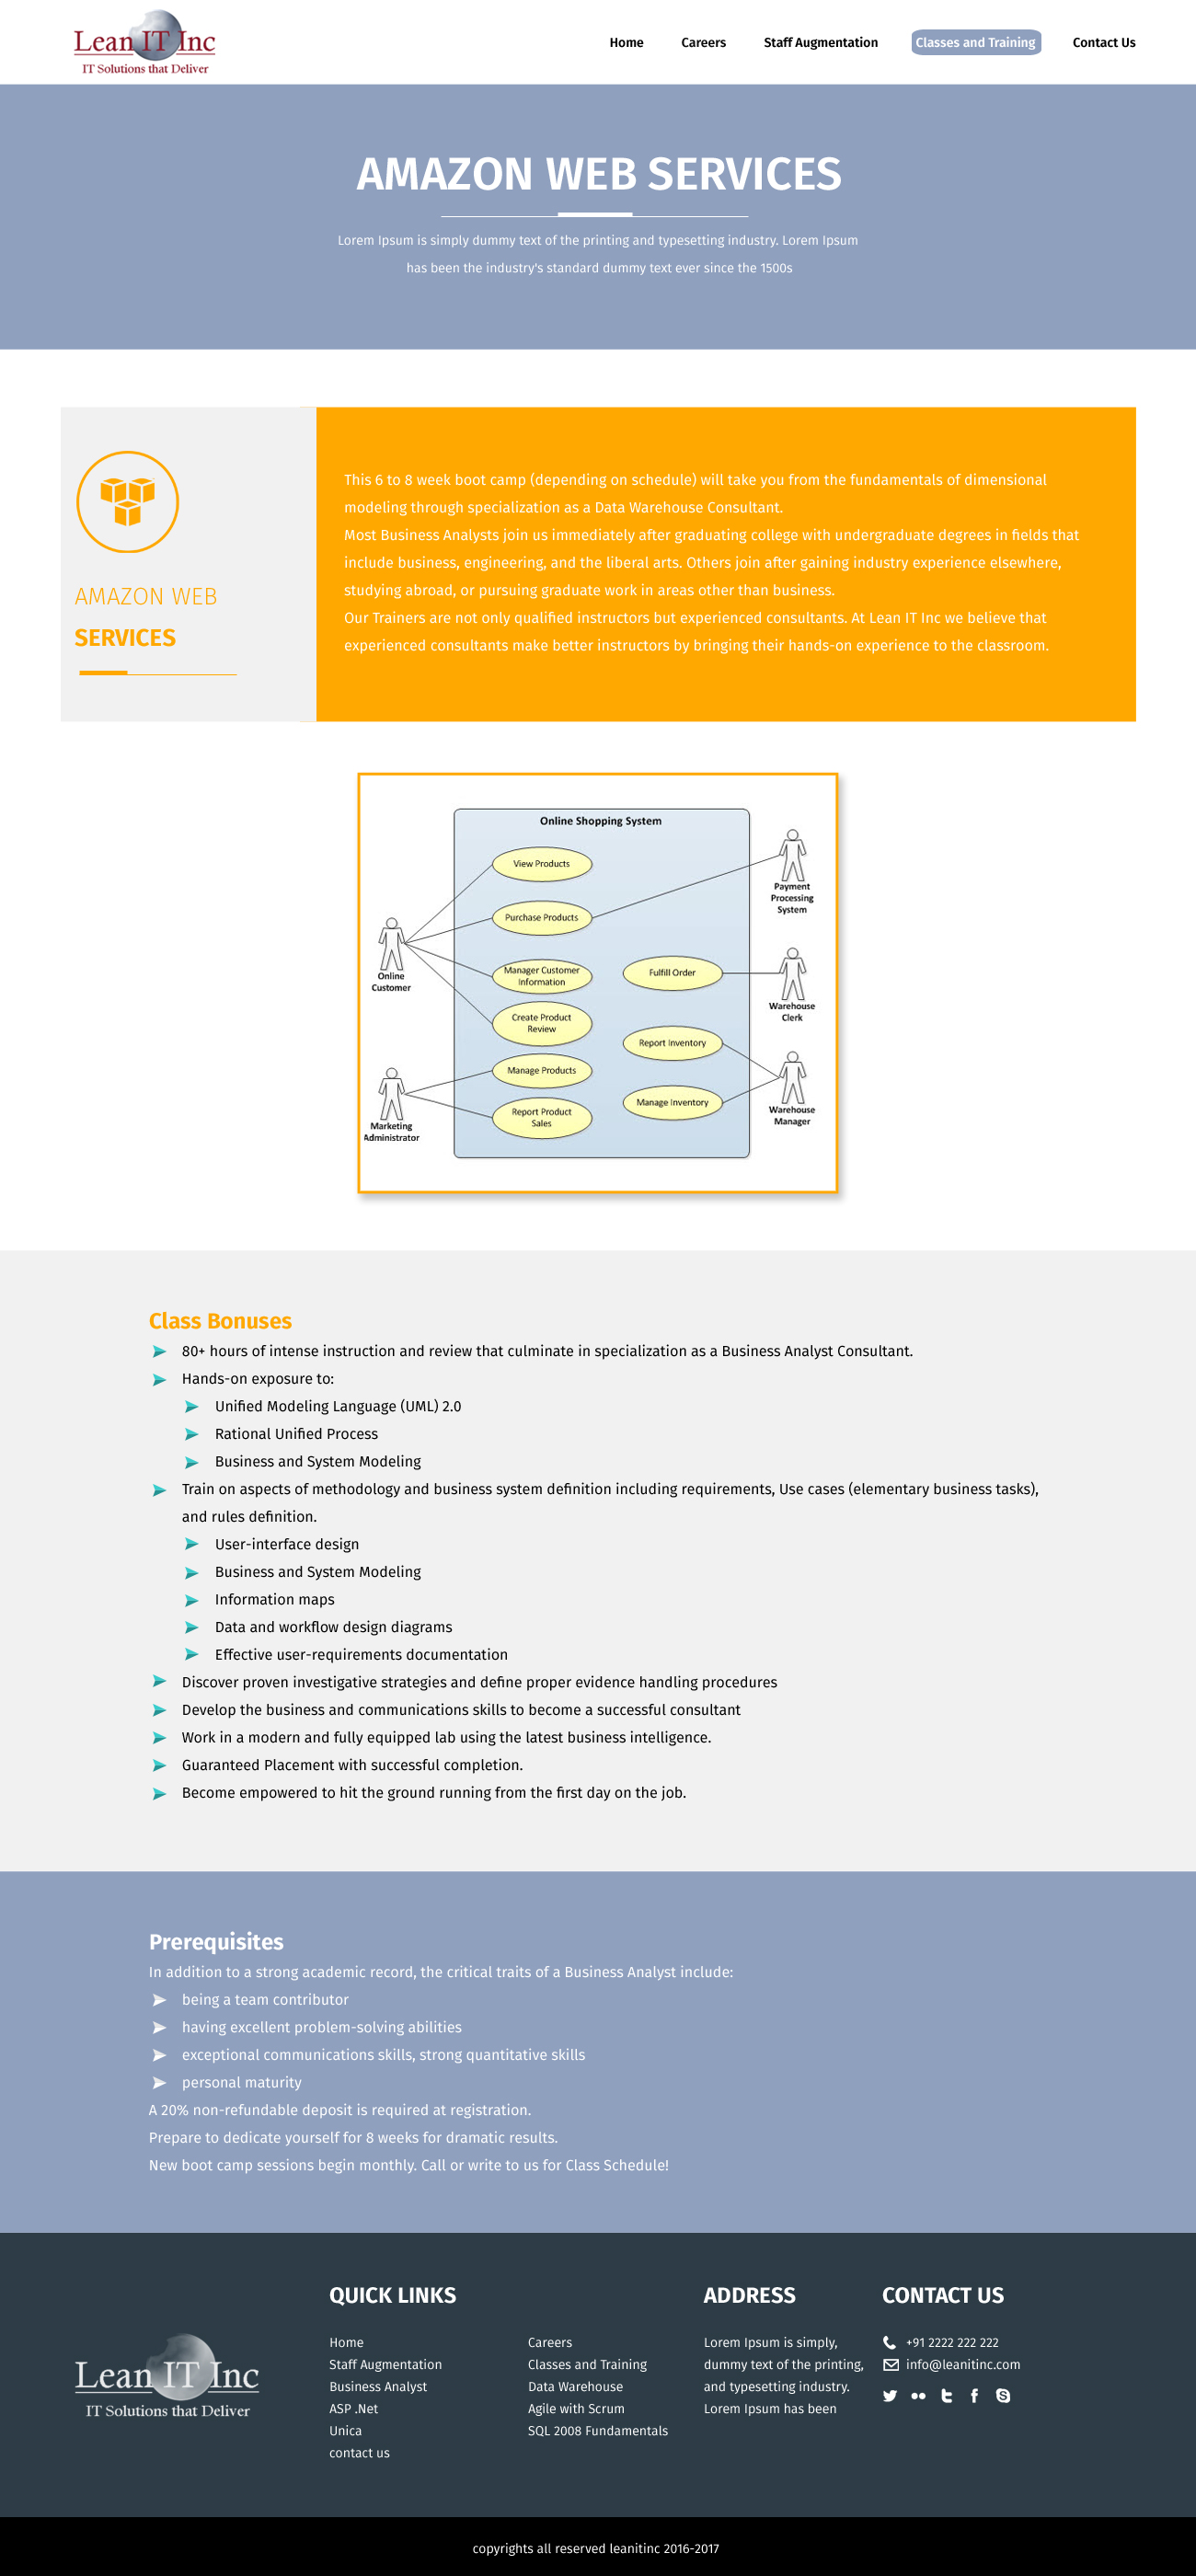 Lean IT Inc
IT Solutions that Deliver
Home Careers Staff Augmentation Classes and Training Contact Us
AMAZON WEB SERVICES
Lorem Ipsum is simply dummy text of the printing and typesetting industry. Lorem Ipsum
has been the industry's standard dummy text ever since the 1500s
AMAZON WEB
SERVICES
This 6 to 8 week boot camp (depending on schedule) will take you from the fundamentals of dimensional
modeling through specialization as a Data Warehouse Consultant.
Most Business Analysts join us immediately after graduating college with undergraduate degrees in fields that
include business, engineering, and the liberal arts. Others join after gaining industry experience elsewhere,
studying abroad, or pursuing graduate work in areas other than business.
Our Trainers are not only qualified instructors but experienced consultants. At Lean IT Inc we believe that
experienced consultants make better instructors by bringing their hands-on experience to the classroom.
Online Shopping System
View Products
Purchase Products
Manager Customer
Information
Create Product
Review
Manage Products
Report Product
Sales
Fulfill Order
Report Inventory
Manage Inventory
Online
Customer
Marketing
Administrator
Payment
Processing
System
Warehouse
Clerk
Warehouse
Manager
Class Bonuses
80+ hours of intense instruction and review that culminate in specialization as a Business Analyst Consultant.
Hands-on exposure to:
Unified Modeling Language (UML) 2.0
Rational Unified Process
Business and System Modeling
Train on aspects of methodology and business system definition including requirements, Use cases (elementary business tasks),
and rules definition.
User-interface design
Business and System Modeling
Information maps
Data and workflow design diagrams
Effective user-requirements documentation
Discover proven investigative strategies and define proper evidence handling procedures
Develop the business and communications skills to become a successful consultant
Work in a modern and fully equipped lab using the latest business intelligence.
Guaranteed Placement with successful completion.
Become empowered to hit the ground running from the first day on the job.
Prerequisites
In addition to a strong academic record, the critical traits of a Business Analyst include:
being a team contributor
having excellent problem-solving abilities
exceptional communications skills, strong quantitative skills
personal maturity
A 20% non-refundable deposit is required at registration.
Prepare to dedicate yourself for 8 weeks for dramatic results.
New boot camp sessions begin monthly. Call or write to us for Class Schedule!
Lean IT Inc
IT Solutions that Deliver
QUICK LINKS
Home
Staff Augmentation
Business Analyst
ASP .Net
Unica
contact us
Careers
Classes and Training
Data Warehouse
Agile with Scrum
SQL 2008 Fundamentals
ADDRESS
Lorem Ipsum is simply,
dummy text of the printing,
and typesetting industry.
Lorem Ipsum has been
CONTACT US
+91 2222 222 222
info@leanitinc.com
copyrights all reserved leanitinc 2016-2017